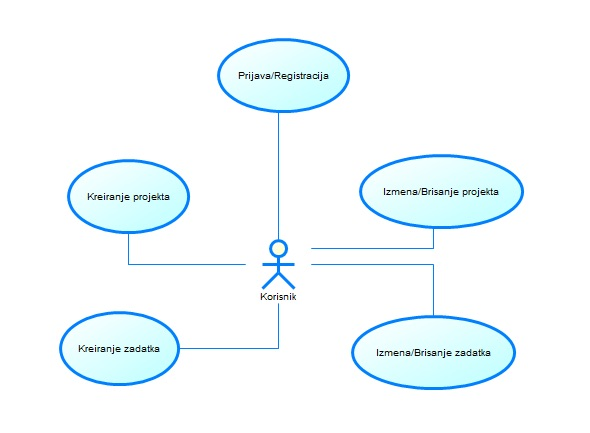 Prijava/Registracija
Kreiranje projekta
Izmena/Brisanje projekta
Korisnik
Kreiranje zadatka
Izmena/Brisanje zadatka